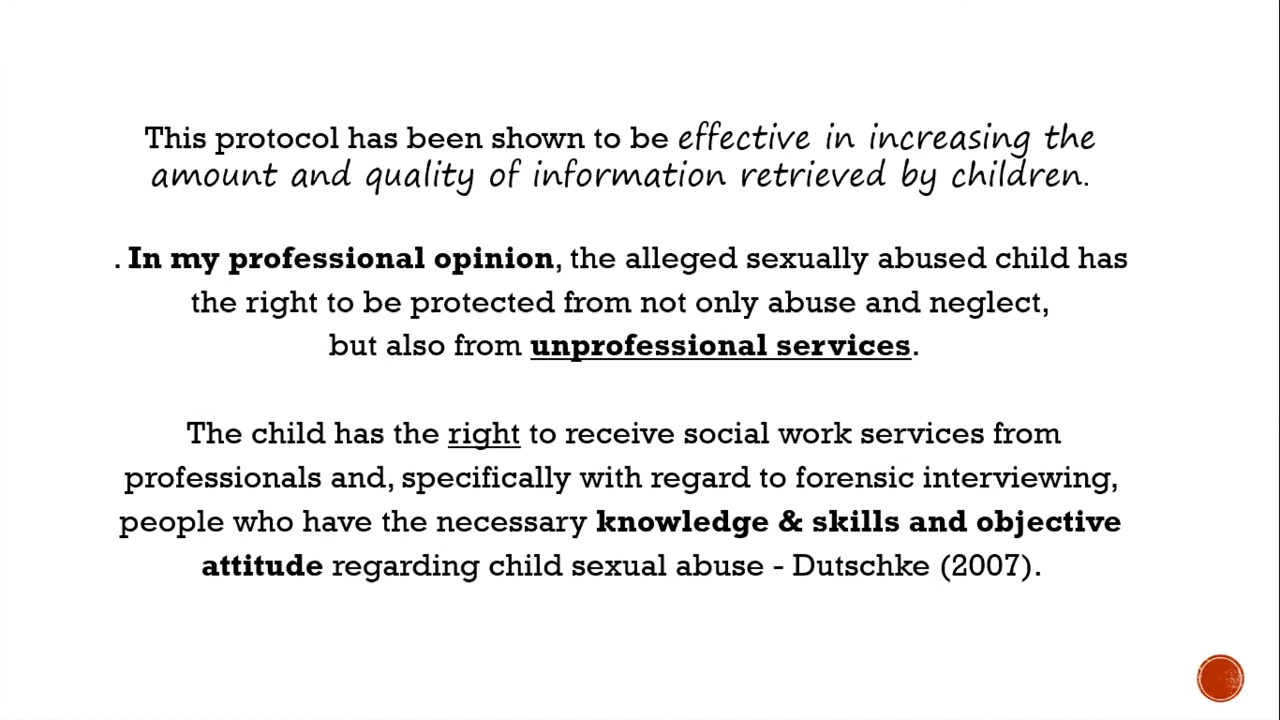 This protocol has been shown to be effective in increasing the
amount and quality of information retrieved by children.
. In my professional opinion, the alleged sexually abused child has
the right to be protected from not only abuse and neglect,
but also from unprofessional services.
The child has the right to receive social work services from
professionals and, specifically with regard to forensic interviewing,
people who have the necessary knowledge & skills and objective
attitude regarding child sexual abuse - Dutschke (2007).